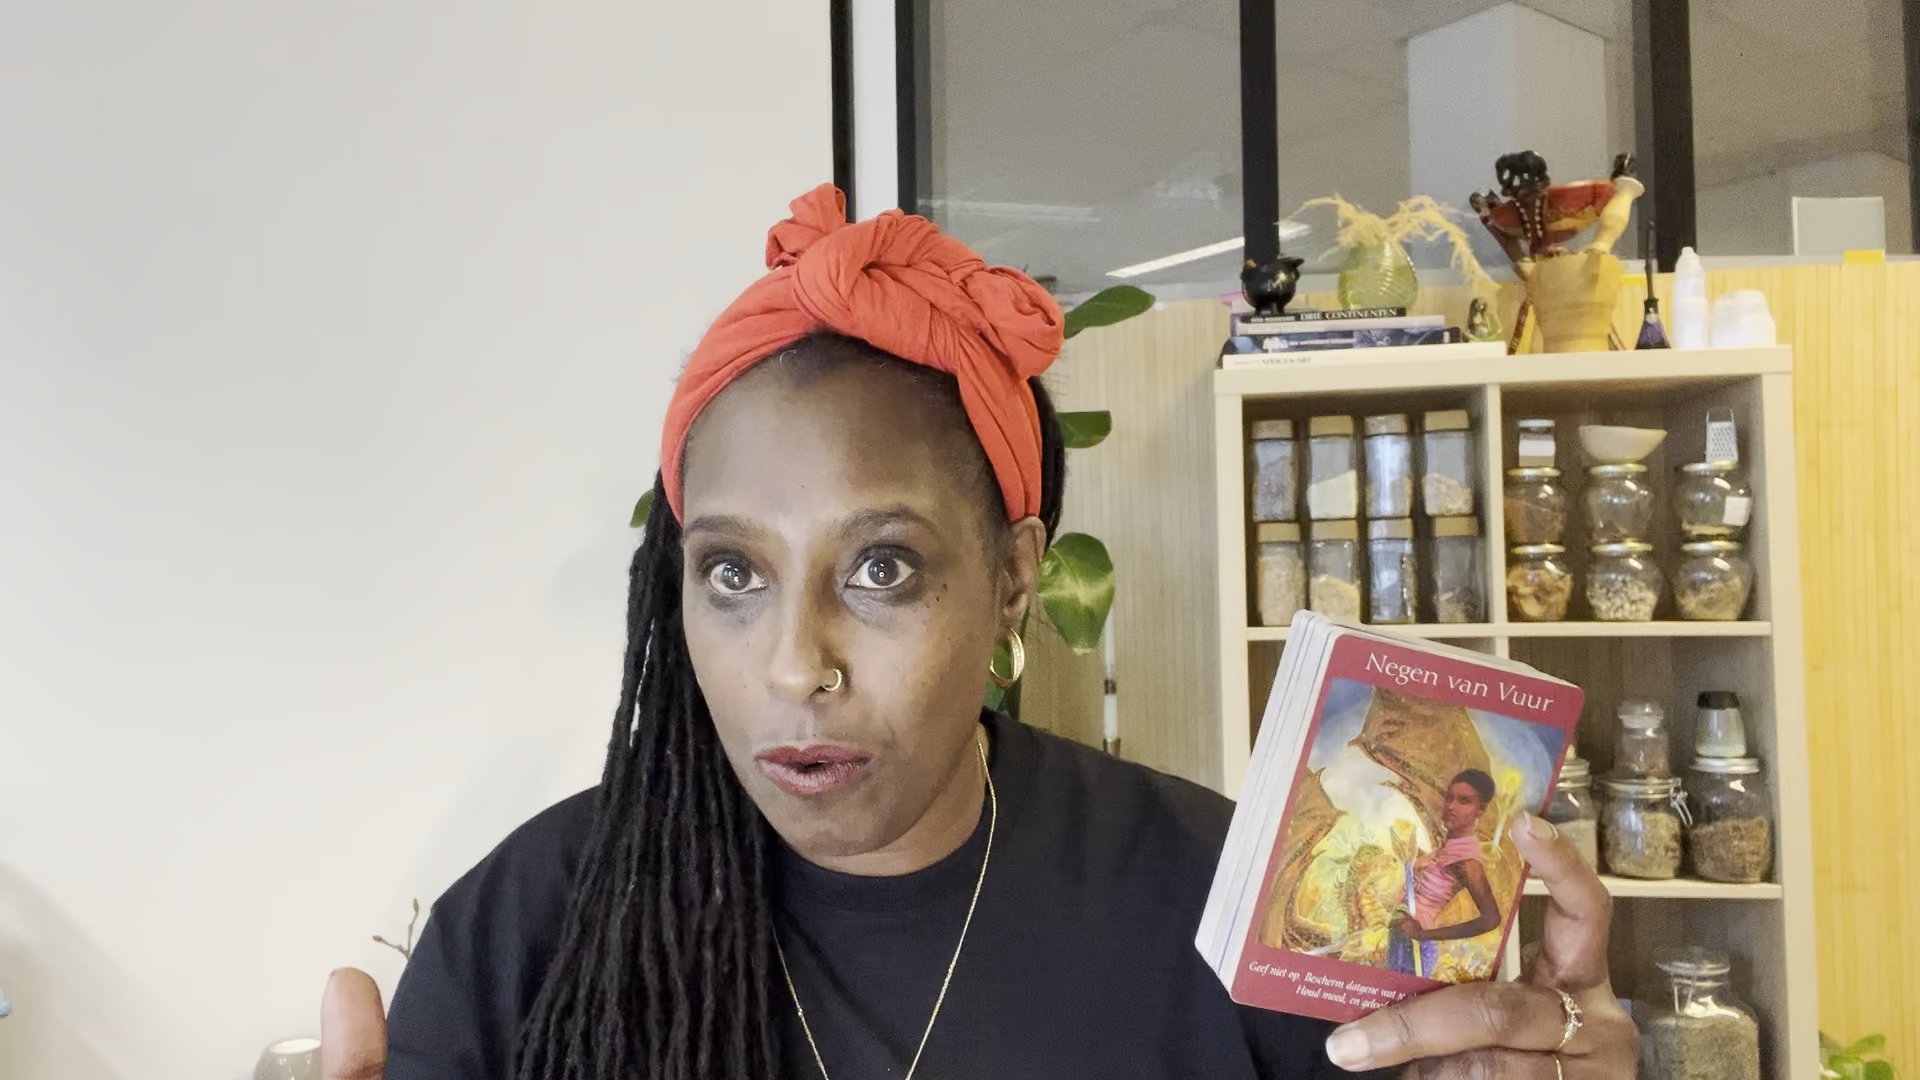 DRIE CONTINENTEN
AFRICAN ART
Negen van Vuur
Geef niet op. Bescherm datgene wat
Houd moed, en geloof